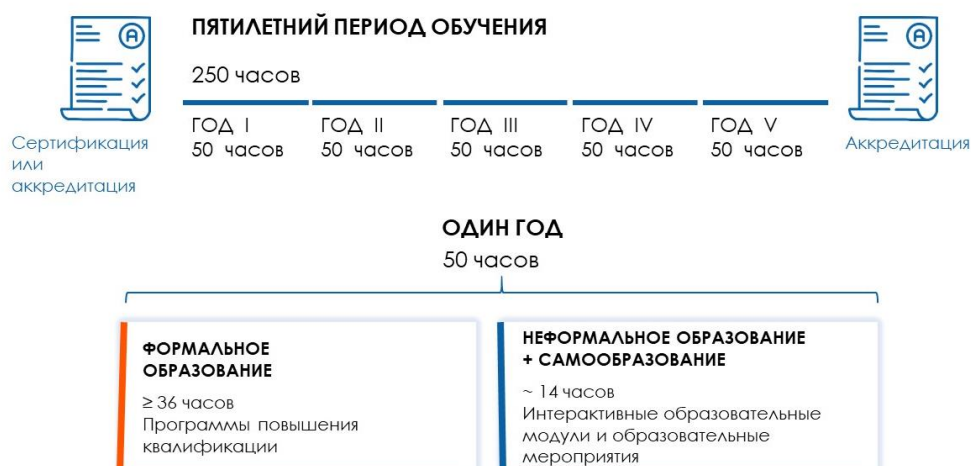 ПЯТИЛЕТНИЙ ПЕРИОД ОБУЧЕНИЯ
250 часов
ГОД I
50 часов
ГОД II
50 часов
ГОД III
50 часов
ГОД IV
50 часов
ГОД V
50 часов
A
Сертификация
или
аккредитация
A
Аккредитация
ОДИН ГОД
50 часов
ФОРМАЛЬНОЕ
ОБРАЗОВАНИЕ
≥ 36 часов
Программы повышения
квалификации
НЕФОРМАЛЬНОЕ ОБРАЗОВАНИЕ
+ САМООБРАЗОВАНИЕ
~ 14 часов
Интерактивные образовательные
модули и образовательные
мероприятия